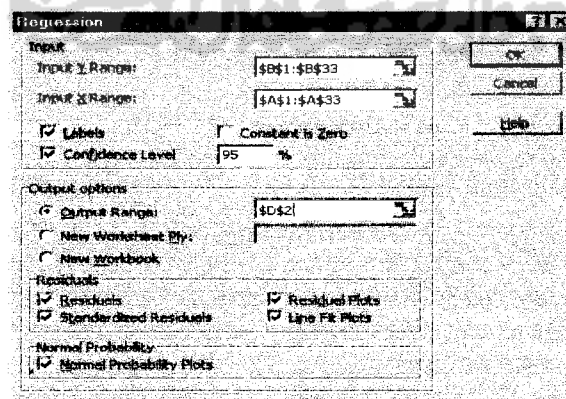 Regression
Input
Input Y Range: $B$1:$B$33
Input X Range: $A$1:$A$33
Labels Constant is Zero
Confidence Level 95 %
OK
Cancel
Help
Output options
Output Range: $D$2
New Worksheet Ply:
New Workbook
Residuals
Residuals Residual Plots
Standardized Residuals Line Fit Plots
Normal Probability
Normal Probability Plots